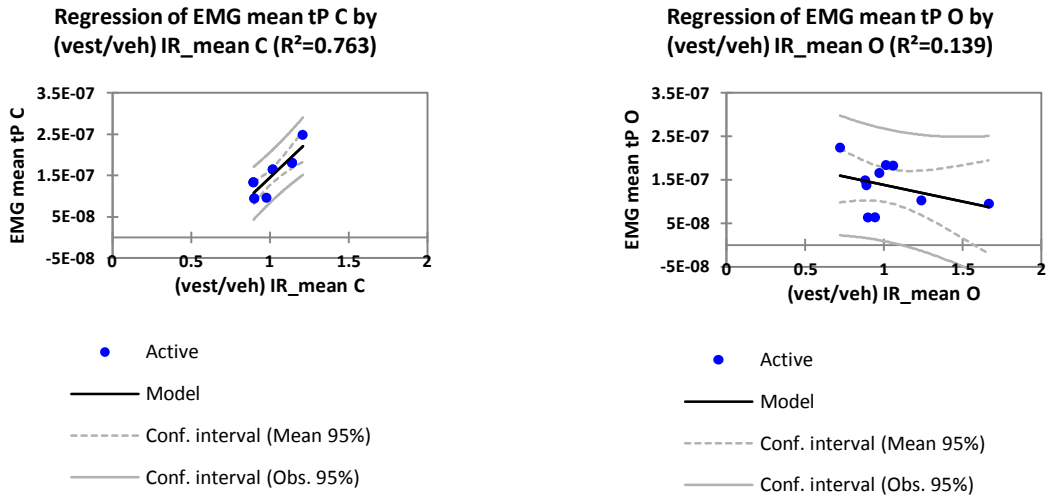 Regression of EMG mean tP C by
(vest/veh) IR_mean C (R²=0.763)
3.5E-07
2.5E-07
1.5E-07
5E-08
-5E-08
EMG mean tP C
0 0.5 1 1.5 2
(vest/veh) IR_mean C
Active
Model
Conf. interval (Mean 95%)
Conf. interval (Obs. 95%)
Regression of EMG mean tP O by
(vest/veh) IR_mean O (R²=0.139)
3.5E-07
2.5E-07
1.5E-07
5E-08
-5E-08
EMG mean tP O
0 0.5 1 1.5 2
(vest/veh) IR_mean O
Active
Model
Conf. interval (Mean 95%)
Conf. interval (Obs. 95%)